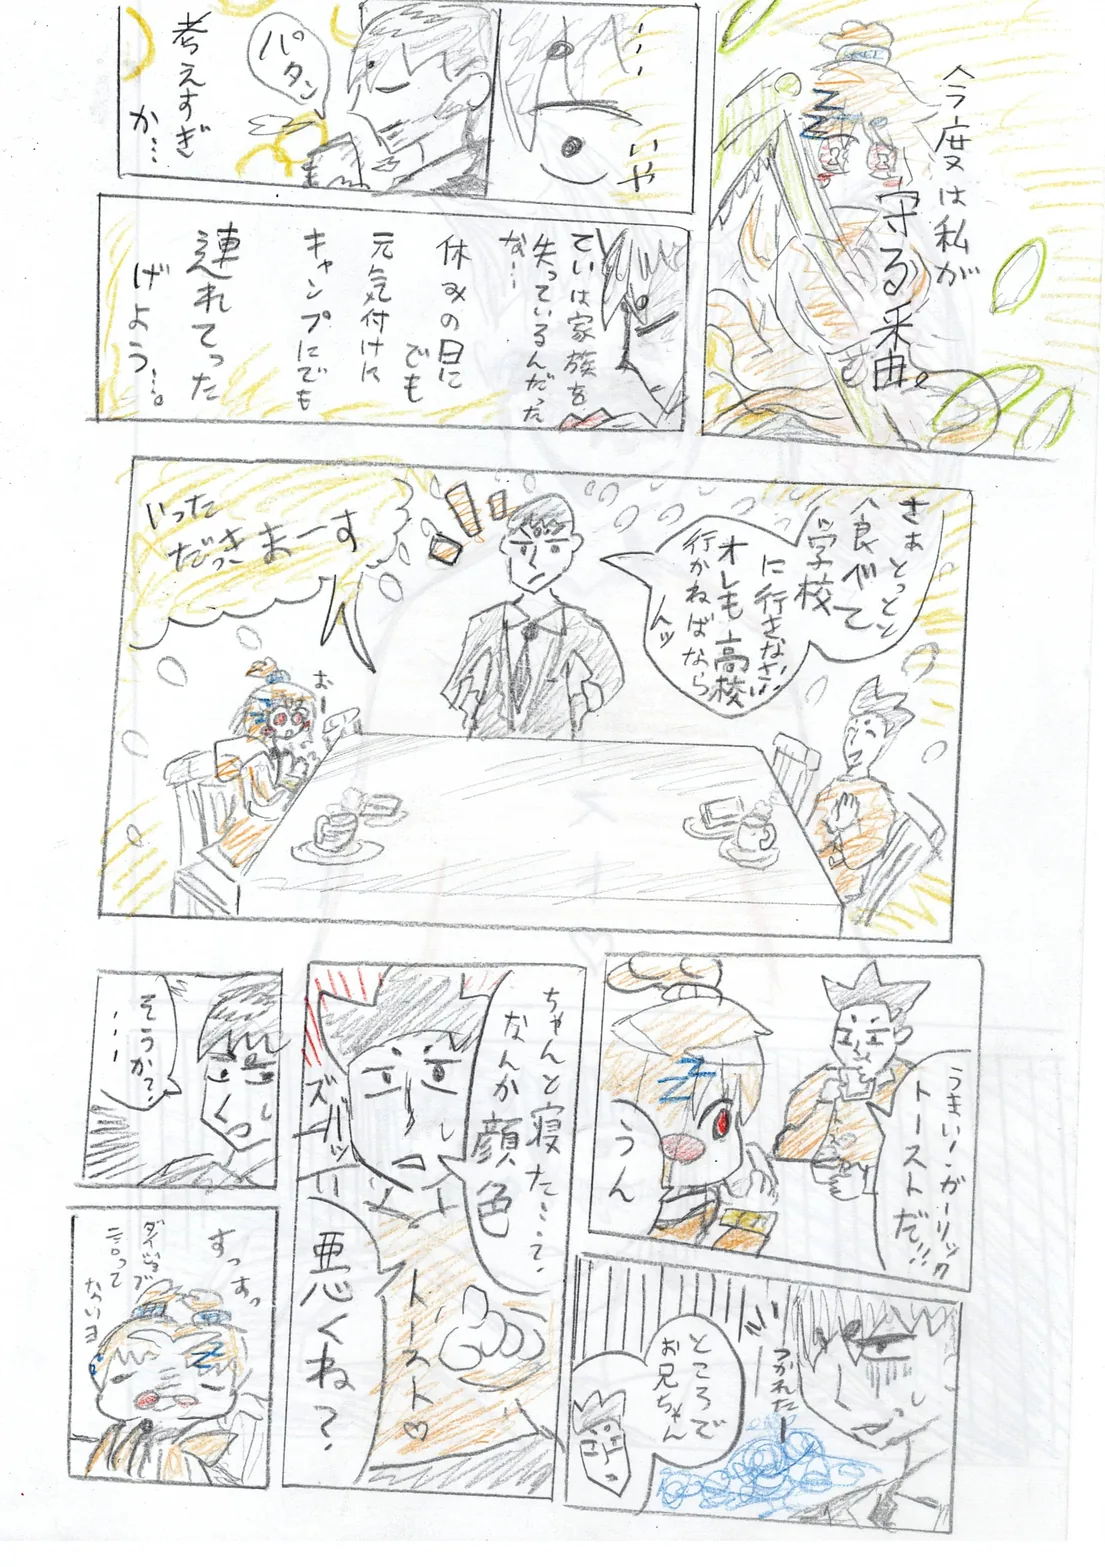 今度は私が
守る番。
……
いや
パタン
考えすぎ
か…
ていは家族を
失っているんだった
な…
休みの日に
でも
元気付けに
キャンプにでも
連れてった
げよう…。
さぁとっとと
食べて
学校
に行きなさい
オレも高校
行かねばなら
んッ
いった
だっきまーす
おー
うまい!ガーリック
トーストだ!!
うん
つかれたー
ところで
お兄ちゃん
ちゃんと寝た…?
なんか顔色
ズイッ
トースト♡
悪くね?
そうか?
……
すっすっ
ダイジョブ
言って
ないヨ